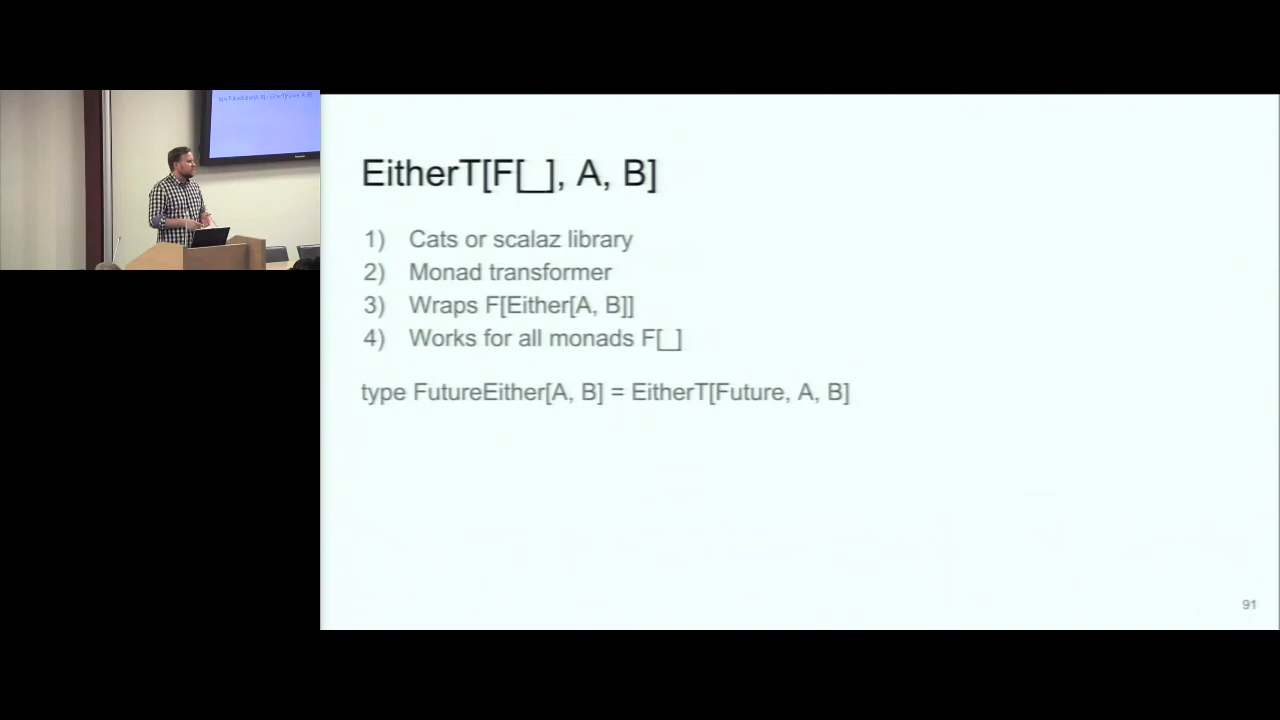 EitherT[F[_], A, B]
1) Cats or scalaz library
2) Monad transformer
3) Wraps F[Either[A, B]]
4) Works for all monads F[_]
type FutureEither[A, B] = EitherT[Future, A, B]
91